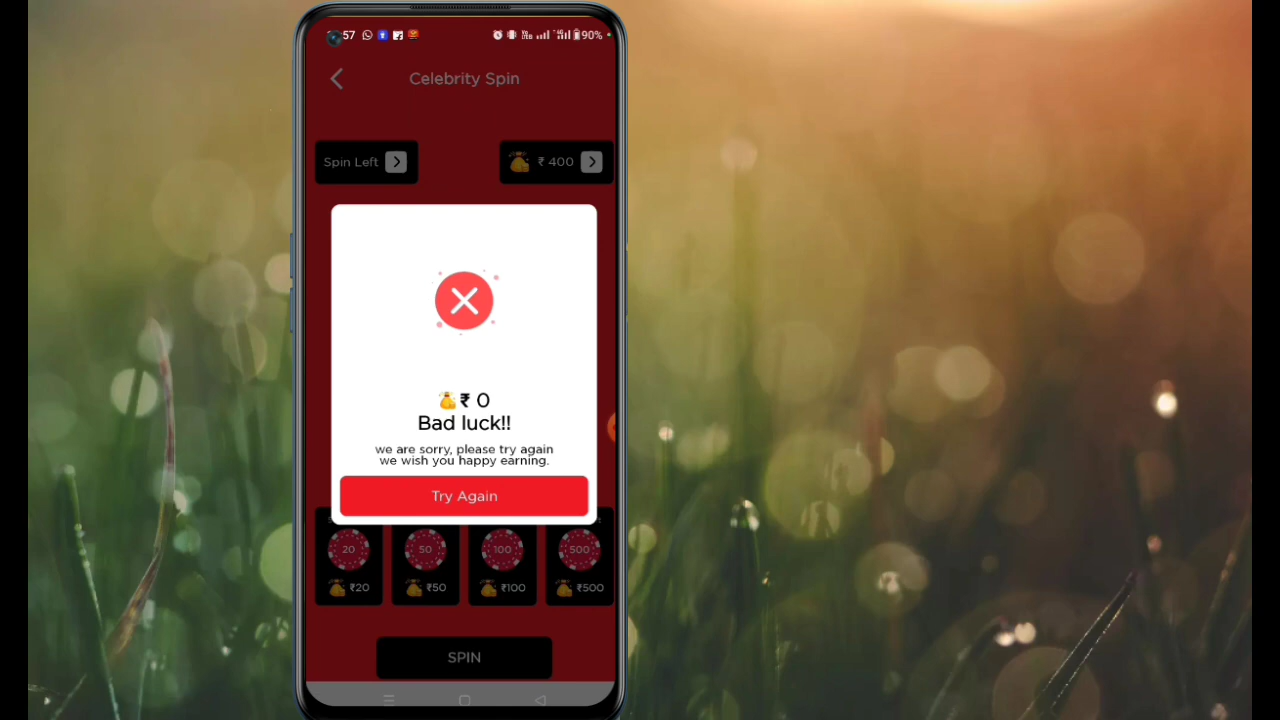 57 90%
Celebrity Spin
Spin Left ₹ 400
₹ 0
Bad luck!!
we are sorry, please try again
we wish you happy earning.
Try Again
20 50 100 500
₹20 ₹50 ₹100 ₹500
SPIN